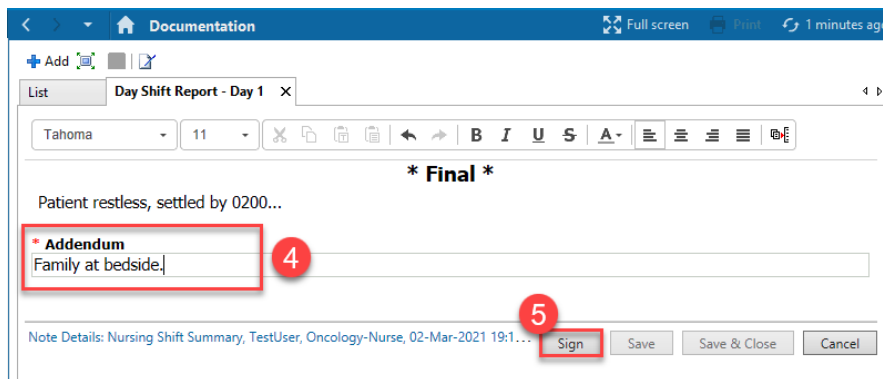 Documentation Full screen Print 1 minutes ago
Add
List Day Shift Report - Day 1 X
Tahoma 11 B I U S A
* Final *
Patient restless, settled by 0200...
* Addendum
Family at bedside.
4
5
Note Details: Nursing Shift Summary, TestUser, Oncology-Nurse, 02-Mar-2021 19:1... Sign Save Save & Close Cancel